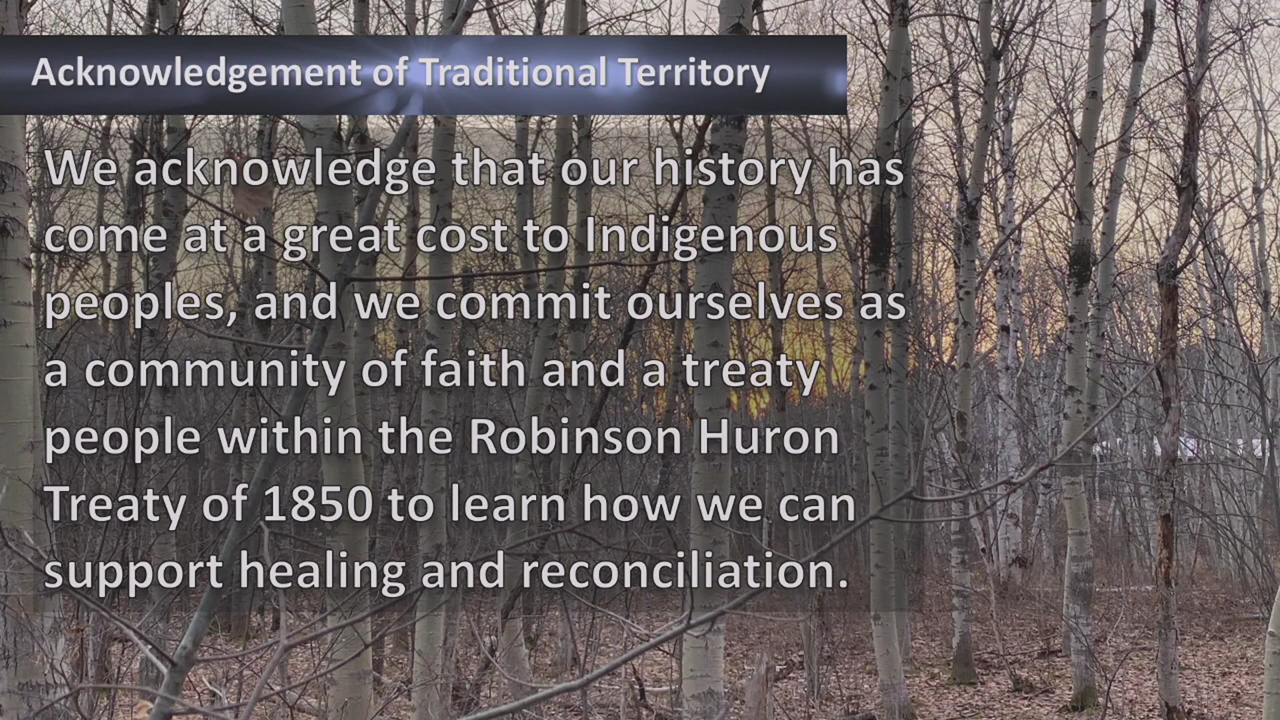 Acknowledgement of Traditional Territory
We acknowledge that our history has
come at a great cost to Indigenous
peoples, and we commit ourselves as
a community of faith and a treaty
people within the Robinson Huron
Treaty of 1850 to learn how we can
support healing and reconciliation.